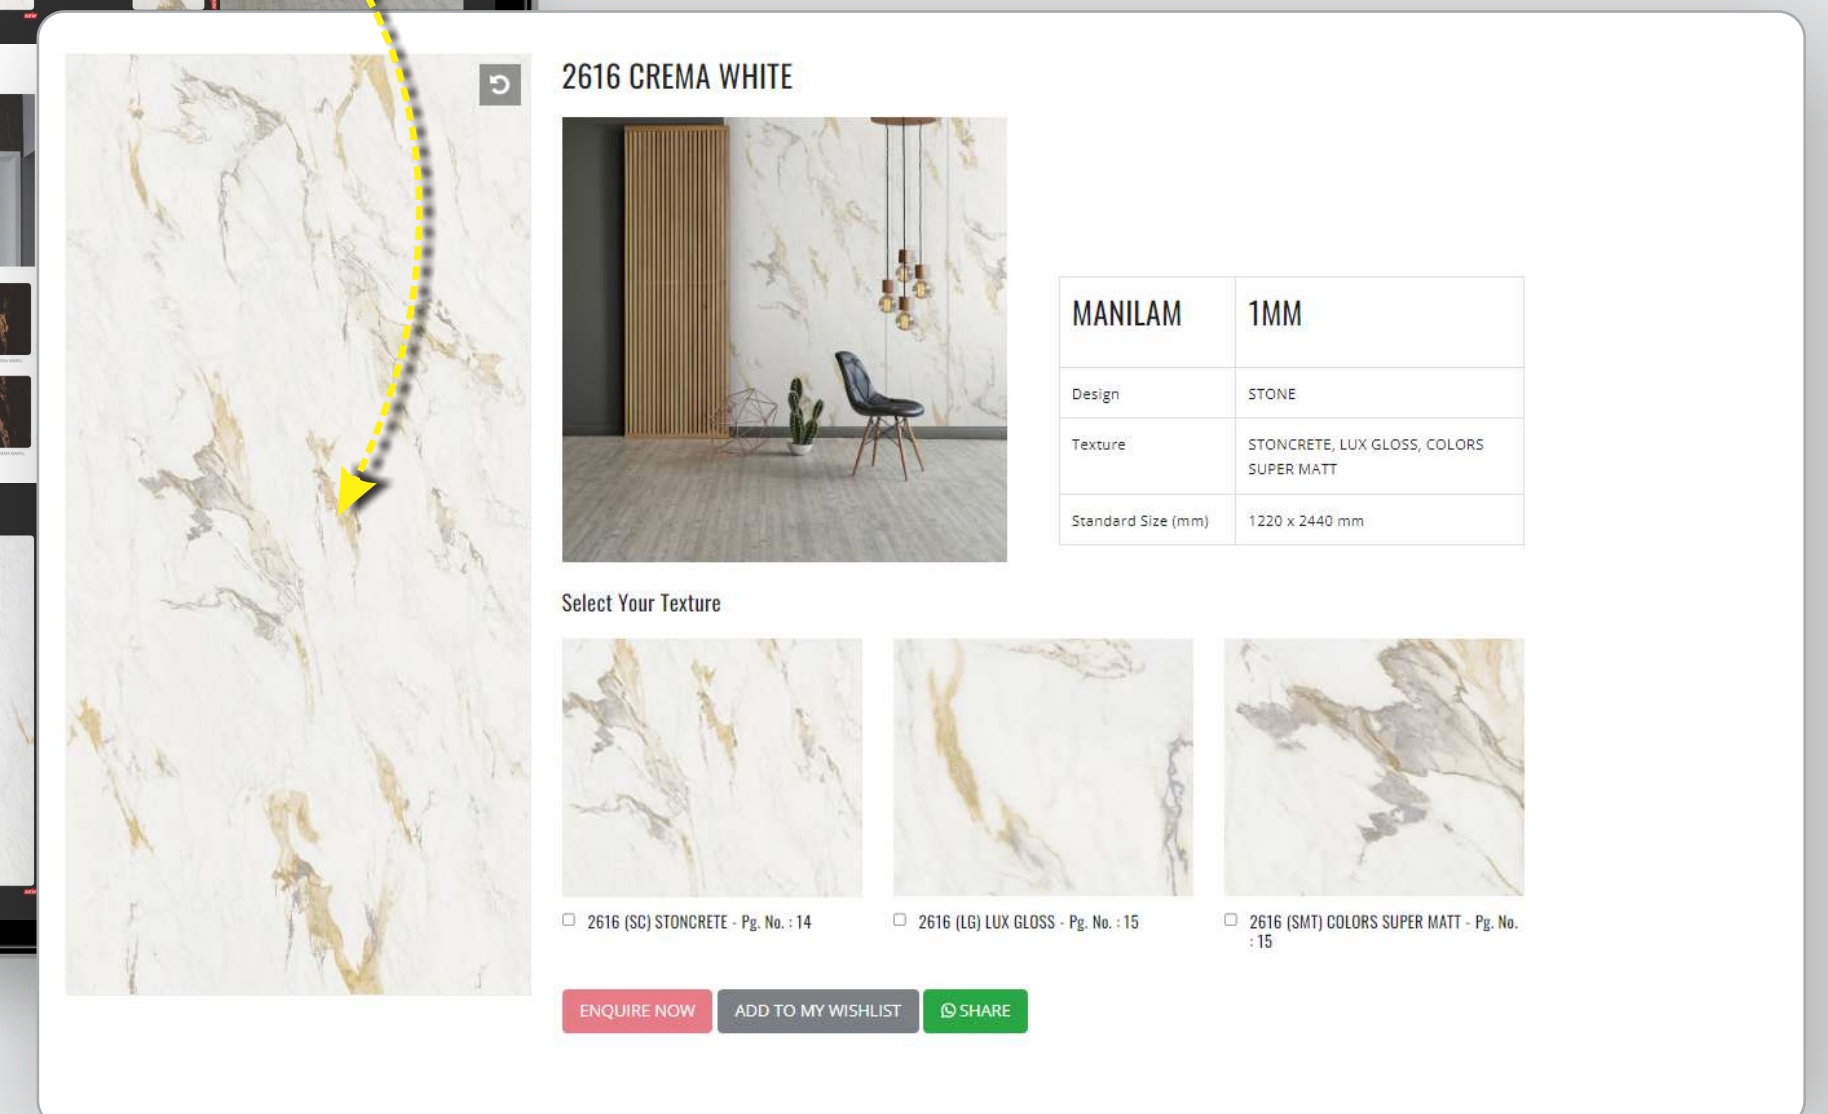 2616 CREMA WHITE
MANILAM 1MM
Design STONE
Texture STONCRETE, LUX GLOSS, COLORS
SUPER MATT
Standard Size (mm) 1220 x 2440 mm
Select Your Texture
2616 (SC) STONCRETE - Pg. No. : 14
2616 (LG) LUX GLOSS - Pg. No. : 15
2616 (SMT) COLORS SUPER MATT - Pg. No.
: 15
ENQUIRE NOW
ADD TO MY WISHLIST
SHARE
NEW
NEW